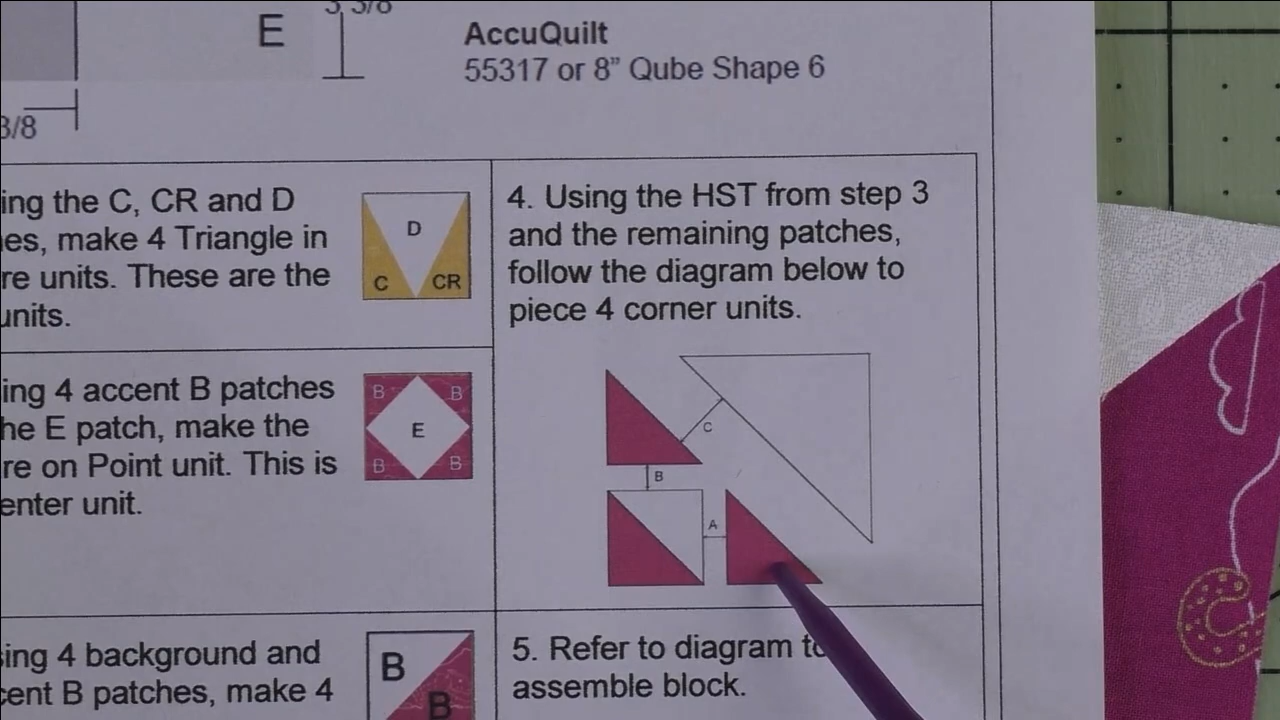 3 3/8
E
AccuQuilt
55317 or 8” Qube Shape 6
3/8
ing the C, CR and D
es, make 4 Triangle in
re units. These are the
units.
D
C
CR
4. Using the HST from step 3
and the remaining patches,
follow the diagram below to
piece 4 corner units.
C
B
A
ing 4 accent B patches
he E patch, make the
re on Point unit. This is
enter unit.
B
B
E
B
B
sing 4 background and
cent B patches, make 4
B
B
5. Refer to diagram to
assemble block.